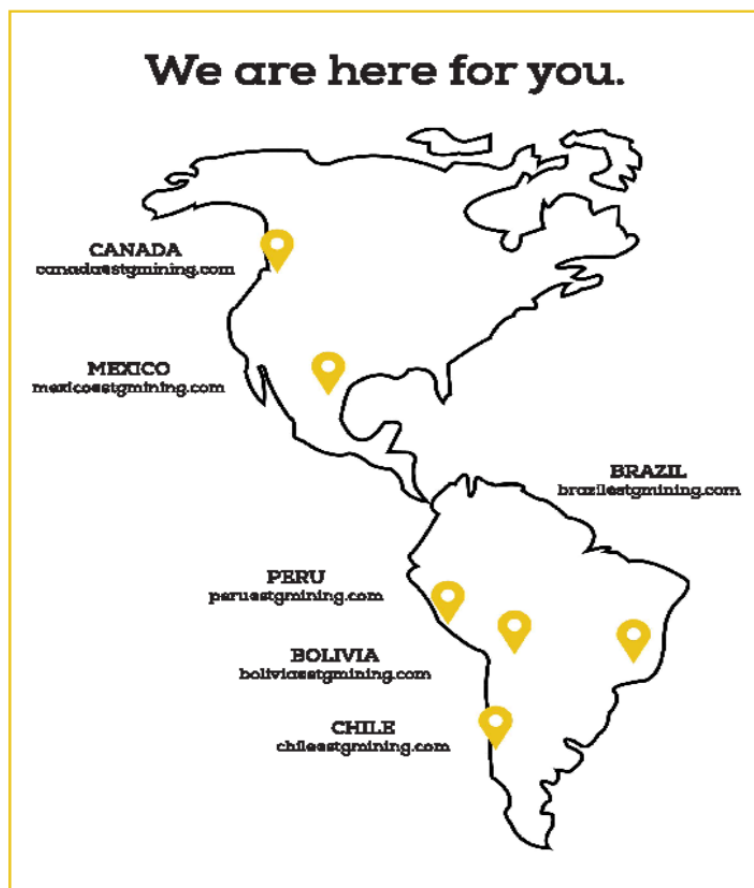 We are here for you.
CANADA
canada@stgmining.com
MEXICO
mexico@stgmining.com
BRAZIL
brazil@stgmining.com
PERU
peru@stgmining.com
BOLIVIA
bolivia@stgmining.com
CHILE
chile@stgmining.com